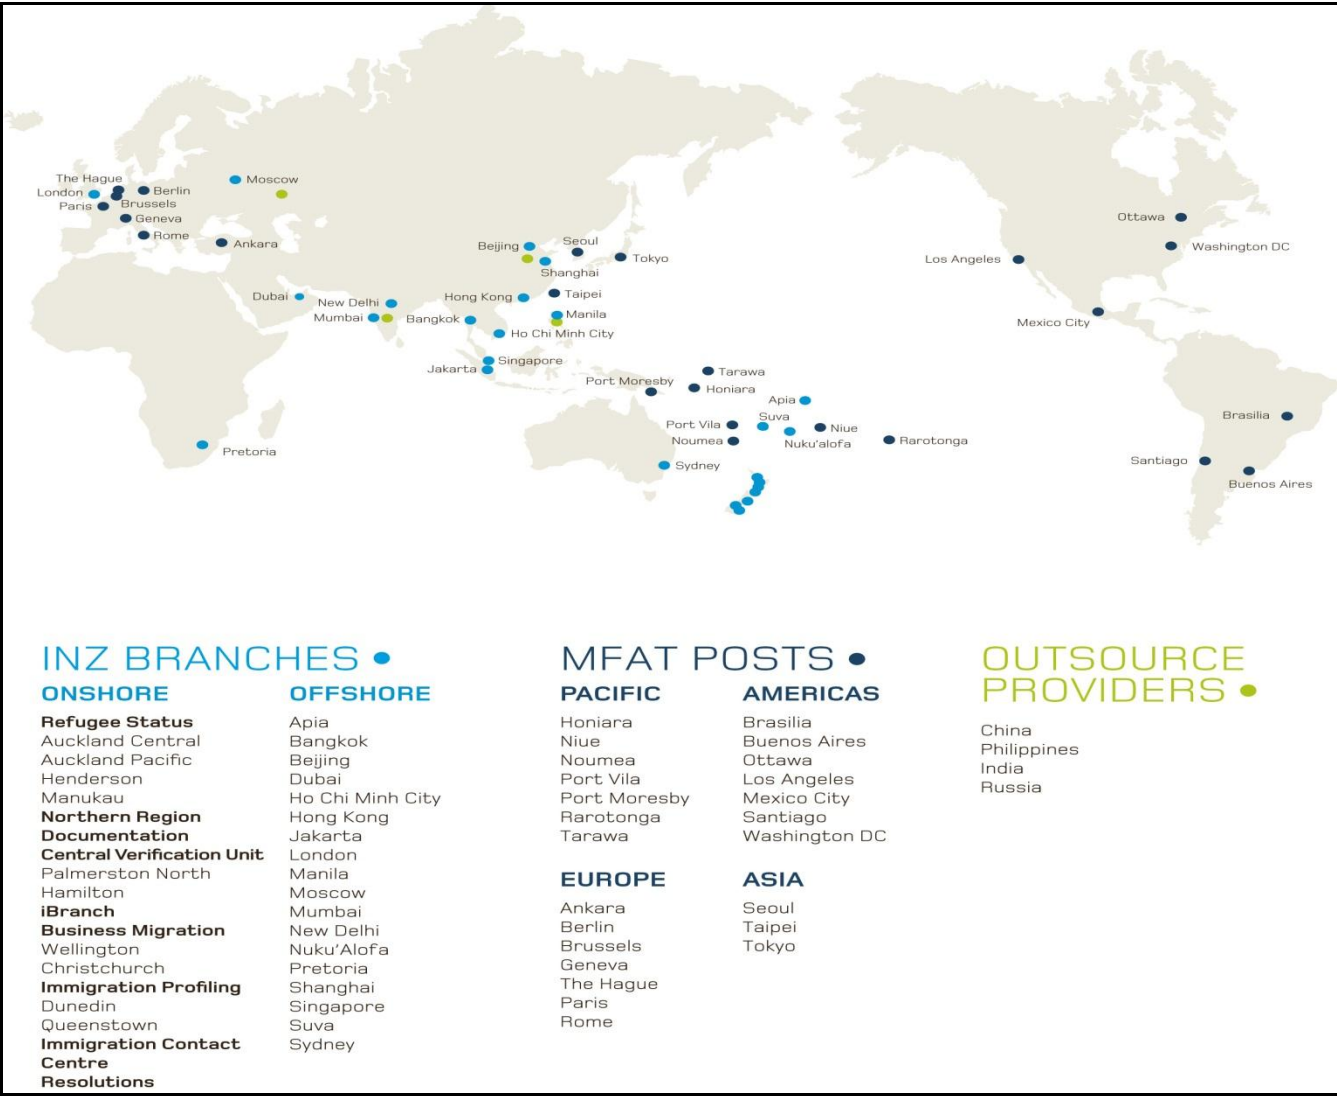 The Hague
London
Paris
Berlin
Brussels
Geneva
Rome
Moscow
Ankara
Dubai
New Delhi
Mumbai
Beijing
Seoul
Tokyo
Shanghai
Hong Kong
Taipei
Bangkok
Manila
Ho Chi Minh City
Singapore
Jakarta
Pretoria
Port Moresby
Tarawa
Honiara
Apia
Suva
Port Vila
Niue
Noumea
Nuku'alofa
Rarotonga
Sydney
Ottawa
Washington DC
Los Angeles
Mexico City
Brasilia
Santiago
Buenos Aires
INZ BRANCHES
ONSHORE
Refugee Status
Auckland Central
Auckland Pacific
Henderson
Manukau
Northern Region
Documentation
Central Verification Unit
Palmerston North
Hamilton
iBranch
Business Migration
Wellington
Christchurch
Immigration Profiling
Dunedin
Queenstown
Immigration Contact
Centre
Resolutions
OFFSHORE
Apia
Bangkok
Beijing
Dubai
Ho Chi Minh City
Hong Kong
Jakarta
London
Manila
Moscow
Mumbai
New Delhi
Nuku'Alofa
Pretoria
Shanghai
Singapore
Suva
Sydney
MFAT POSTS
PACIFIC
Honiara
Niue
Noumea
Port Vila
Port Moresby
Rarotonga
Tarawa
AMERICAS
Brasilia
Buenos Aires
Ottawa
Los Angeles
Mexico City
Santiago
Washington DC
EUROPE
Ankara
Berlin
Brussels
Geneva
The Hague
Paris
Rome
ASIA
Seoul
Taipei
Tokyo
OUTSOURCE
PROVIDERS
China
Philippines
India
Russia